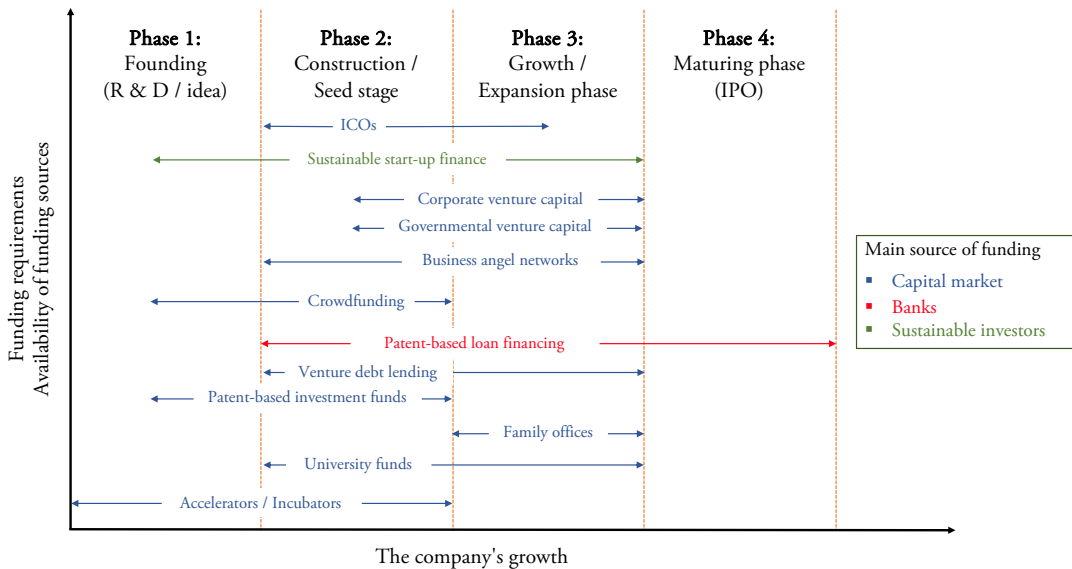 Phase 1:
Founding
(R & D / idea)
Phase 2:
Construction /
Seed stage
Phase 3:
Growth /
Expansion phase
Phase 4:
Maturing phase
(IPO)
Funding requirements
Availability of funding sources
ICOs
Sustainable start-up finance
Corporate venture capital
Governmental venture capital
Business angel networks
Crowdfunding
Patent-based loan financing
Venture debt lending
Patent-based investment funds
Family offices
University funds
Accelerators / Incubators
Main source of funding
Capital market
Banks
Sustainable investors
The company's growth